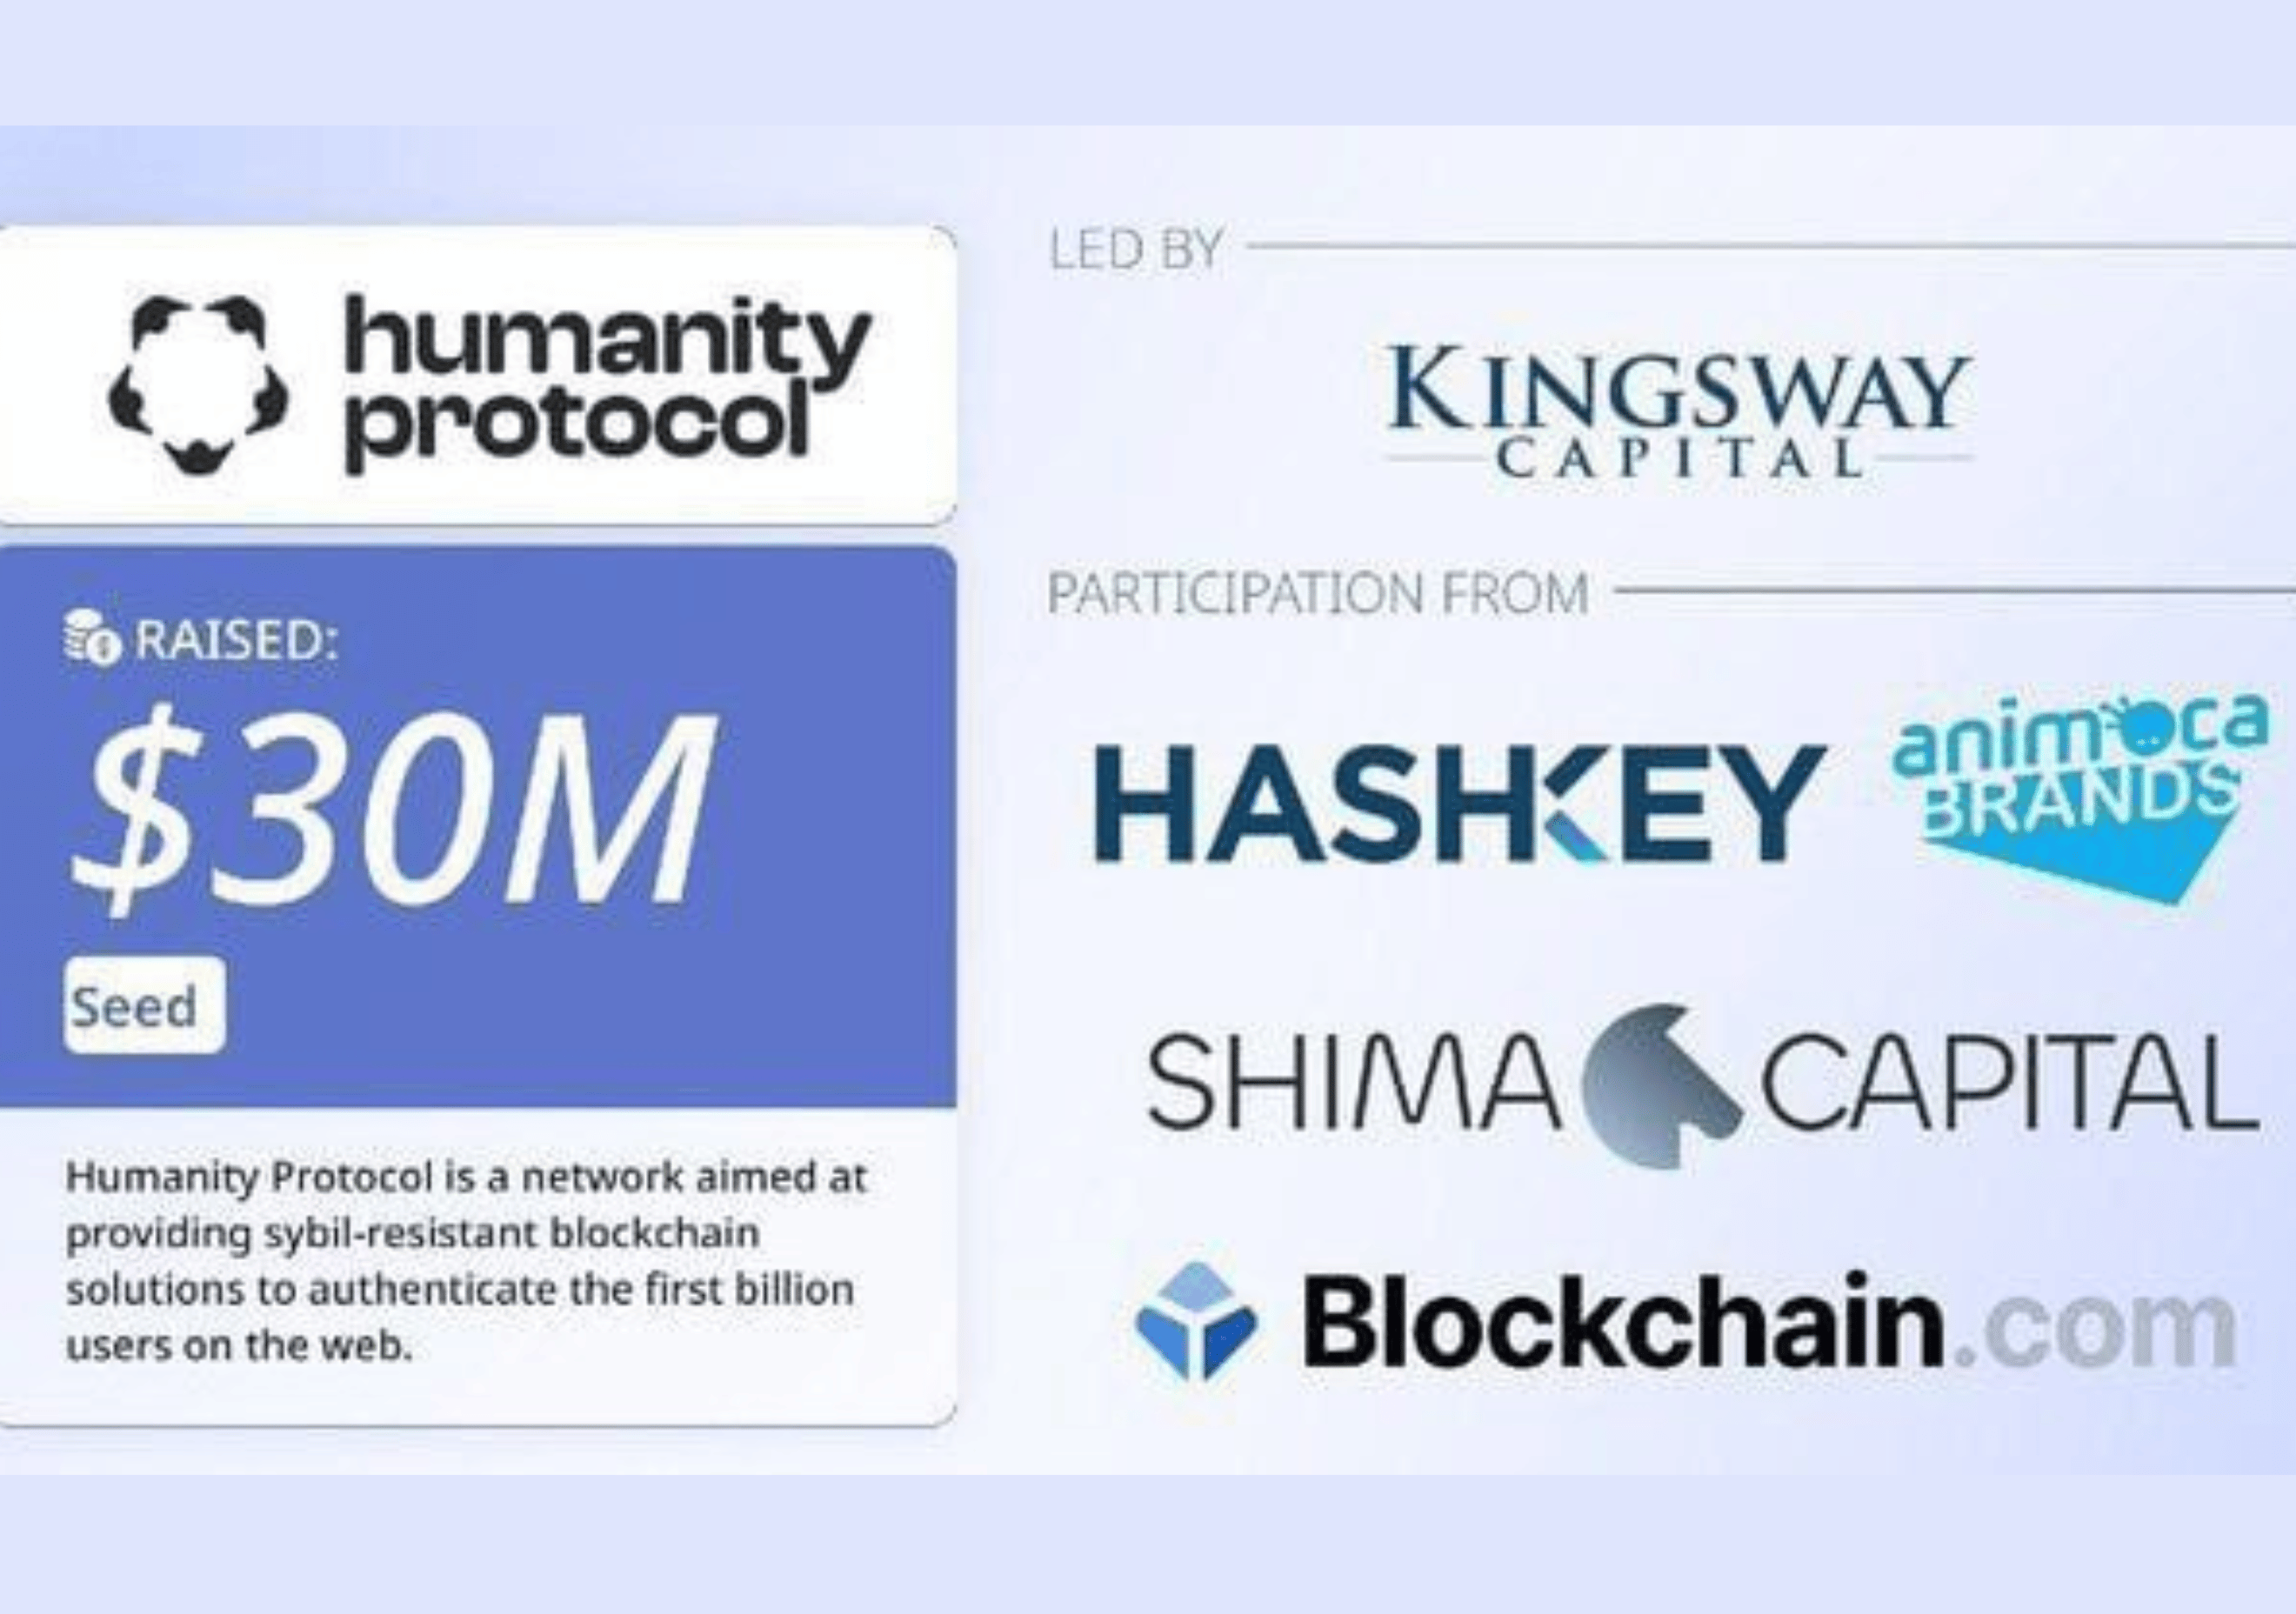 humanity
protocol
RAISED:
$30M
Seed
Humanity Protocol is a network aimed at
providing sybil-resistant blockchain
solutions to authenticate the first billion
users on the web.
LED BY
KINGSWAY
CAPITAL
PARTICIPATION FROM
HASHKEY
animoca
BRANDS
SHIMA CAPITAL
Blockchain.com